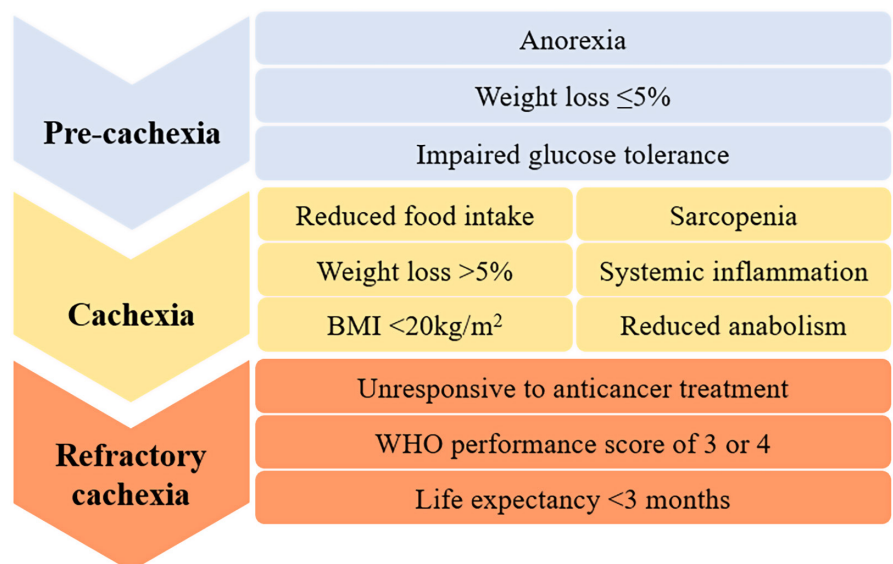 Pre-cachexia
Anorexia
Weight loss ≤5%
Impaired glucose tolerance
Cachexia
Reduced food intake
Sarcopenia
Weight loss >5%
Systemic inflammation
BMI <20kg/m²
Reduced anabolism
Refractory
cachexia
Unresponsive to anticancer treatment
WHO performance score of 3 or 4
Life expectancy <3 months